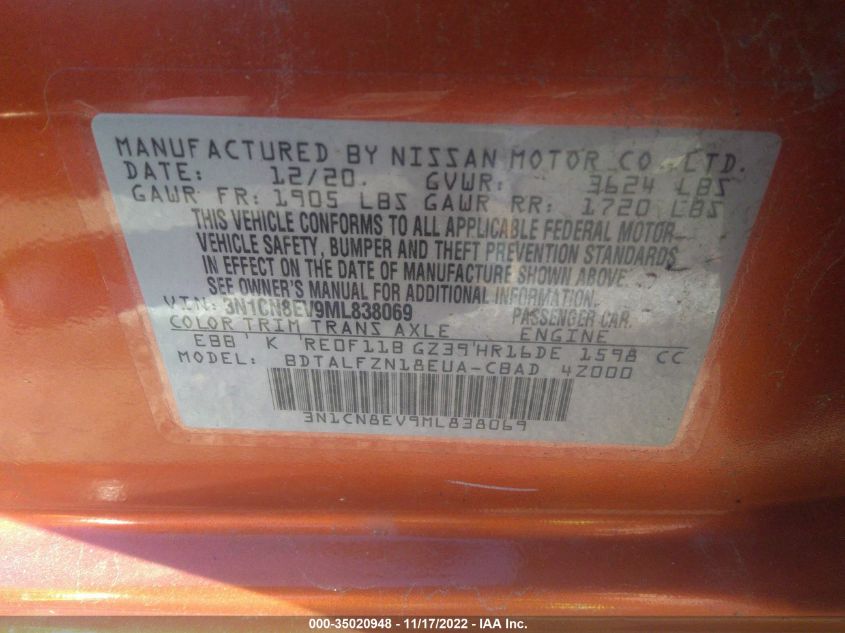 MANUFACTURED BY NISSAN MOTOR CO., LTD.
DATE: 12/20. GVWR: 3624 LBS
GAWR FR: 1905 LBS GAWR RR: 1720 LBS
THIS VEHICLE CONFORMS TO ALL APPLICABLE FEDERAL MOTOR
VEHICLE SAFETY, BUMPER AND THEFT PREVENTION STANDARDS
IN EFFECT ON THE DATE OF MANUFACTURE SHOWN ABOVE.
SEE OWNER'S MANUAL FOR ADDITIONAL INFORMATION.
VIN: 3N1CN8EV9ML838069 PASSENGER CAR.
COLOR TRIM TRANS AXLE ENGINE
EBB K RE0F11B GZ39 HR16DE 1598 CC
MODEL: BDTALFZN18EUA-CBAD 4Z000
3N1CN8EV9ML838069
000-35020948 - 11/17/2022 - IAA Inc.